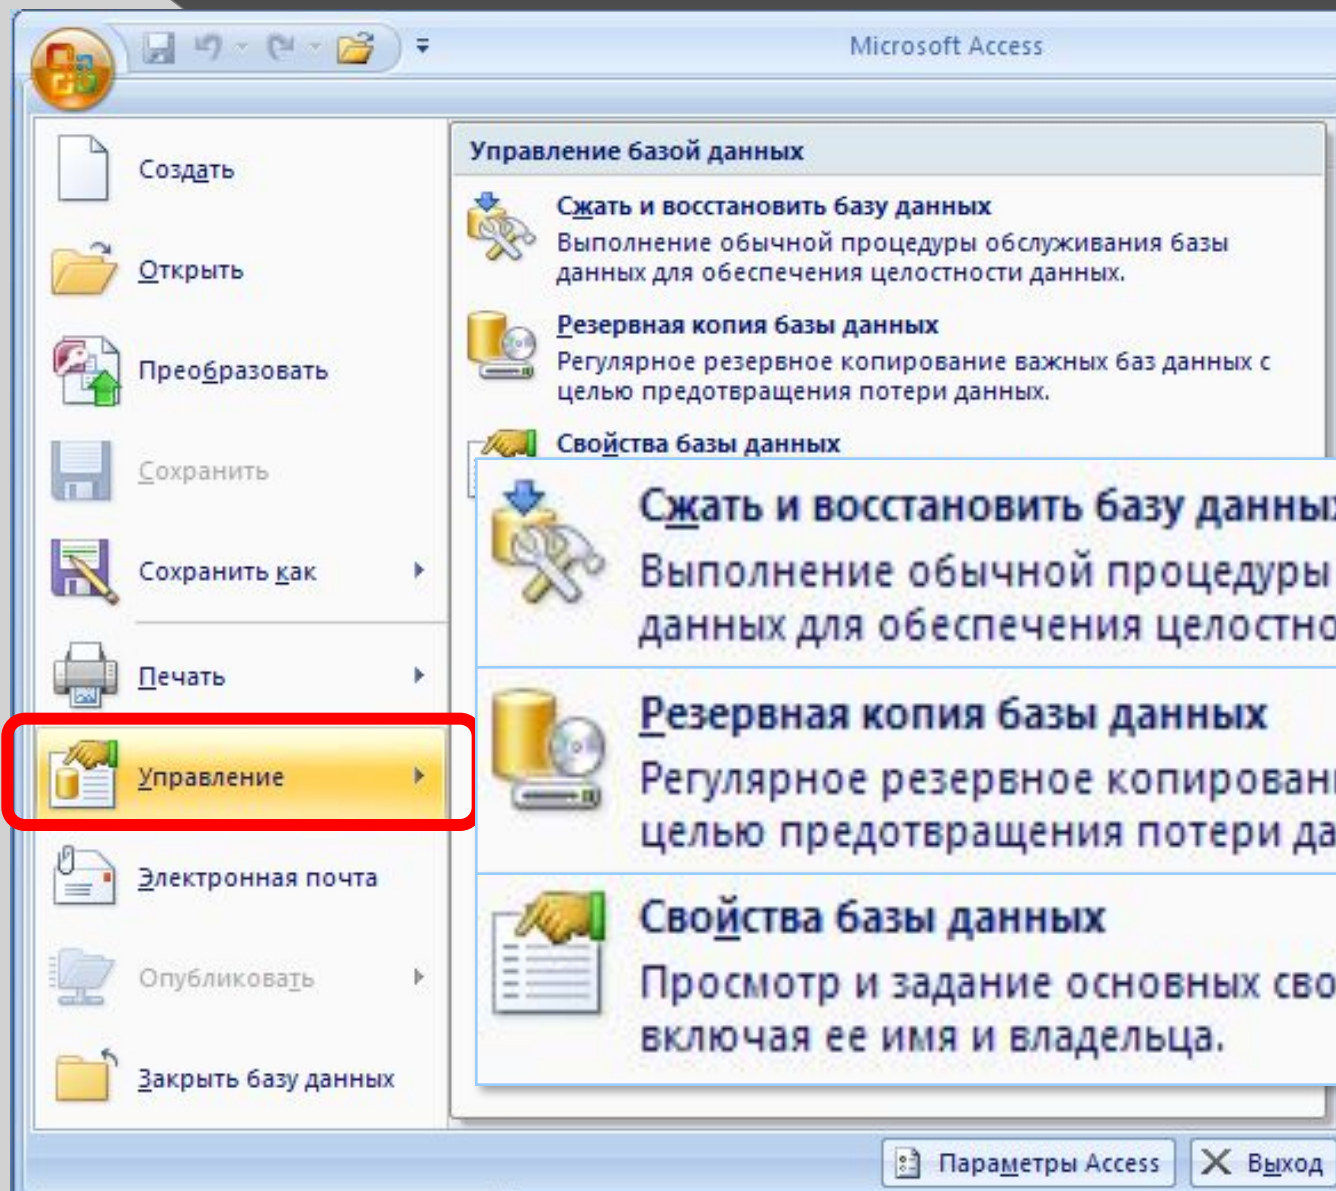 Microsoft Access
Создать
Открыть
Преобразовать
Сохранить
Сохранить как
Печать
Управление
Электронная почта
Опубликовать
Закрыть базу данных
Управление базой данных
Сжать и восстановить базу данных
Выполнение обычной процедуры обслуживания базы
данных для обеспечения целостности данных.
Резервная копия базы данных
Регулярное резервное копирование важных баз данных с
целью предотвращения потери данных.
Свойства базы данных
Сжать и восстановить базу данных
Выполнение обычной процедуры
данных для обеспечения целостно
Резервная копия базы данных
Регулярное резервное копирован
целью предотвращения потери да
Свойства базы данных
Просмотр и задание основных сво
включая ее имя и владельца.
Параметры Access
Выход